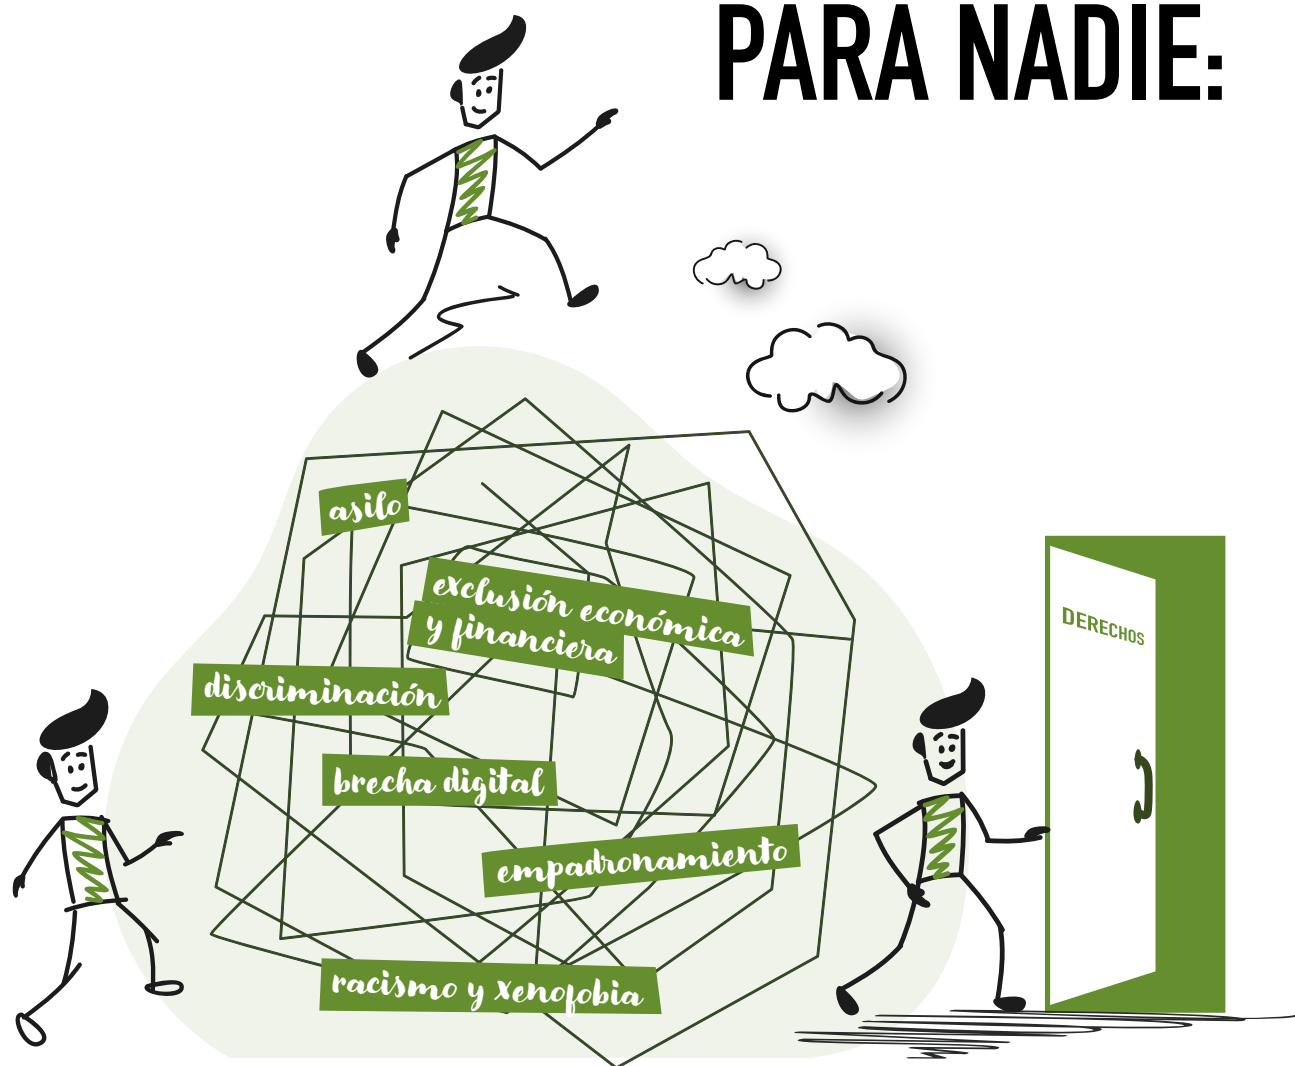 PARA NADIE:
asilo
exclusión económica
y financiera
DERECHOS
discriminación
brecha digital
empadronamiento
racismo y xenofobia